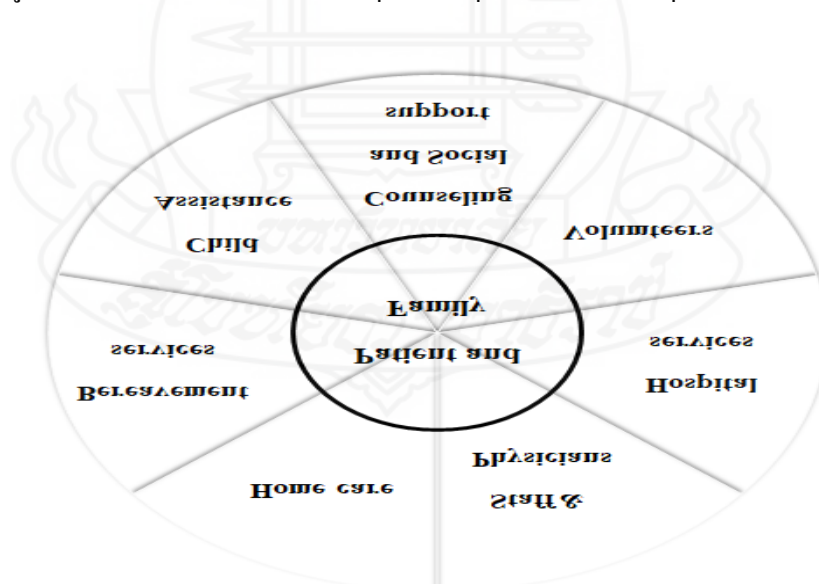 Staff &
Physicians
Home care
Hospital
services
Bereavement
services
Patient and
Family
Volunteers
Child
Assistance
Counseling
and Social
support